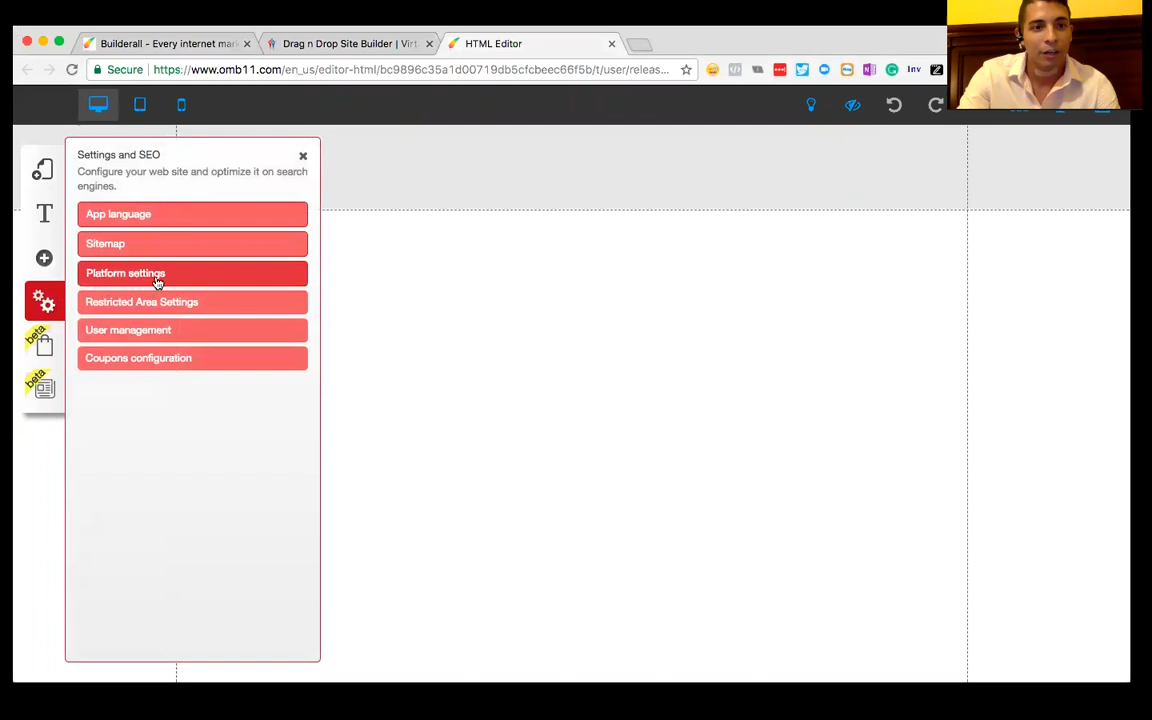 Builderall - Every internet mar
Drag n Drop Site Builder | Virt
HTML Editor
Secure
https://www.omb11.com/en_us/editor-html/bc9896c35a1d00719db5cfcbeec66f5b/t/user/releas...
Inv
Settings and SEO
Configure your web site and optimize it on search
engines.
App language
Sitemap
Platform settings
Restricted Area Settings
User management
Coupons configuration
T
beta
beta